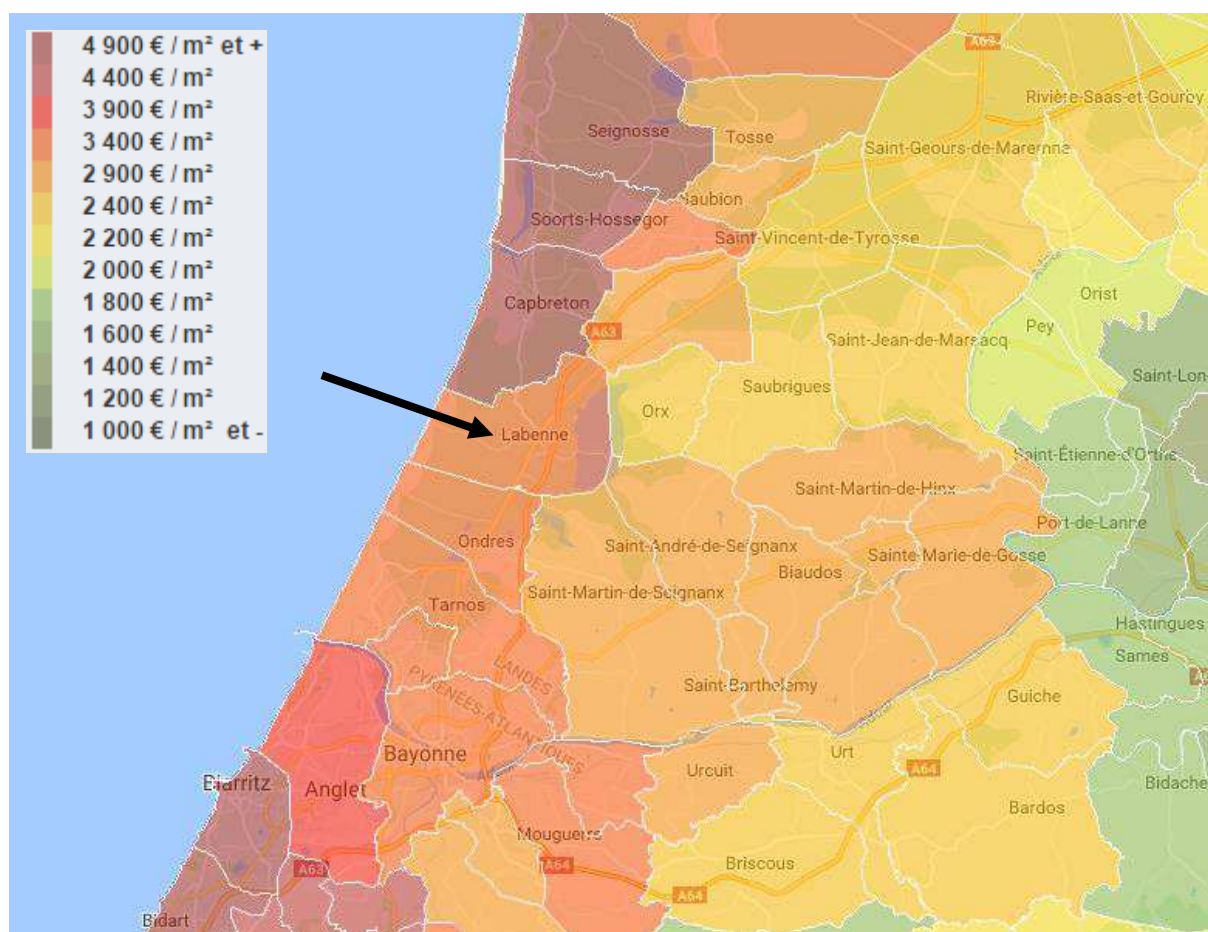 4 900 € / m² et +
4 400 € / m²
3 900 € / m²
3 400 € / m²
2 900 € / m²
2 400 € / m²
2 200 € / m²
2 000 € / m²
1 800 € / m²
1 600 € / m²
1 400 € / m²
1 200 € / m²
1 000 € / m² et -
A63
Rivière-Saas-et-Gourby
Seignosse
Tosse
Saint-Geours-de-Maremne
Saubion
Soorts-Hossegor
Saint-Vincent-de-Tyrosse
Capbreton
Orist
A63
Pey
Saint-Jean-de-Marsacq
Saint-Lon-
Saubrigues
Orx
Labenne
Saint-Étienne-d'Orthe
Saint-Martin-de-Hinx
Port-de-Lanne
Ondres
Saint-André-de-Seignanx
Sainte-Marie-de-Gosse
Biaudos
Saint-Martin-de-Seignanx
Tarnos
Hastingues
Sames
LANDES
PYRÉNÉES-ATLANTIQUES
Saint-Barthelemy
Guiche
Bayonne
Urt
Urcuit
A64
Biarritz
Anglet
Bidache
Bardos
Mouguerre
A63
A64
Briscous
A64
Bidart